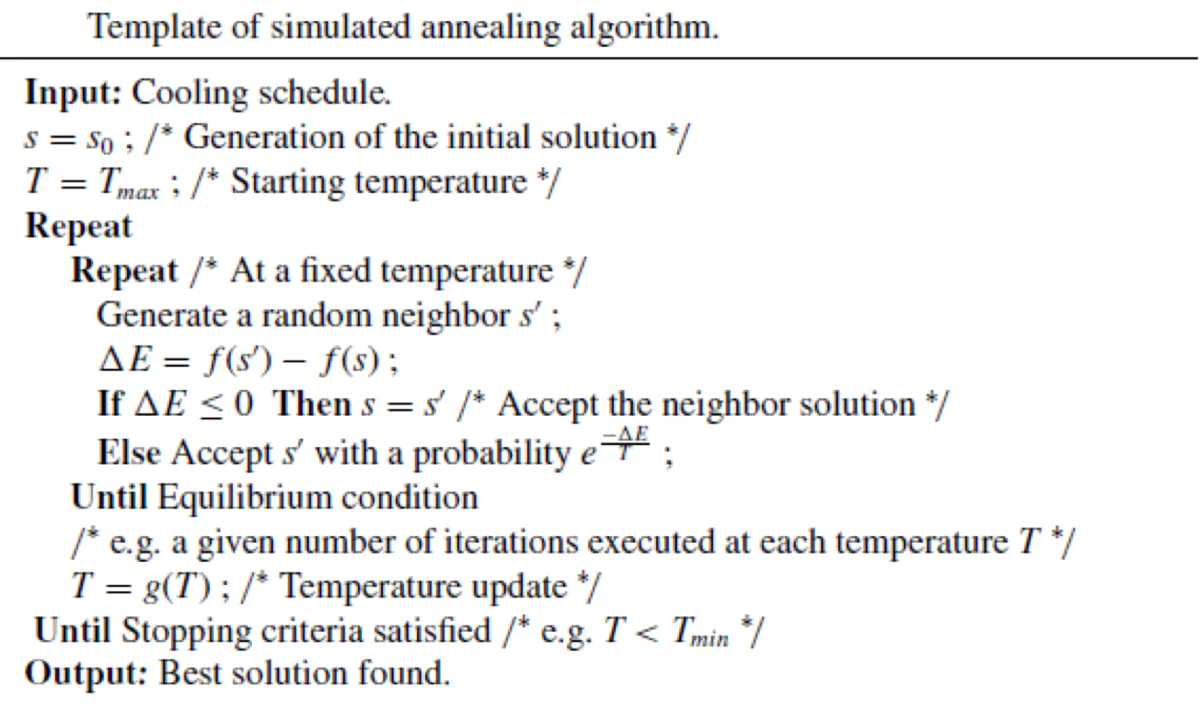 Template of simulated annealing algorithm.
Input: Cooling schedule.
s = s₀ ; /* Generation of the initial solution */
T = Tₘₐₓ ; /* Starting temperature */
Repeat
Repeat /* At a fixed temperature */
Generate a random neighbor s′ ;
ΔE = f(s′) − f(s) ;
If ΔE ≤ 0 Then s = s′ /* Accept the neighbor solution */
Else Accept s′ with a probability e^(−ΔE/T) ;
Until Equilibrium condition
/* e.g. a given number of iterations executed at each temperature T */
T = g(T) ; /* Temperature update */
Until Stopping criteria satisfied /* e.g. T < Tmin */
Output: Best solution found.